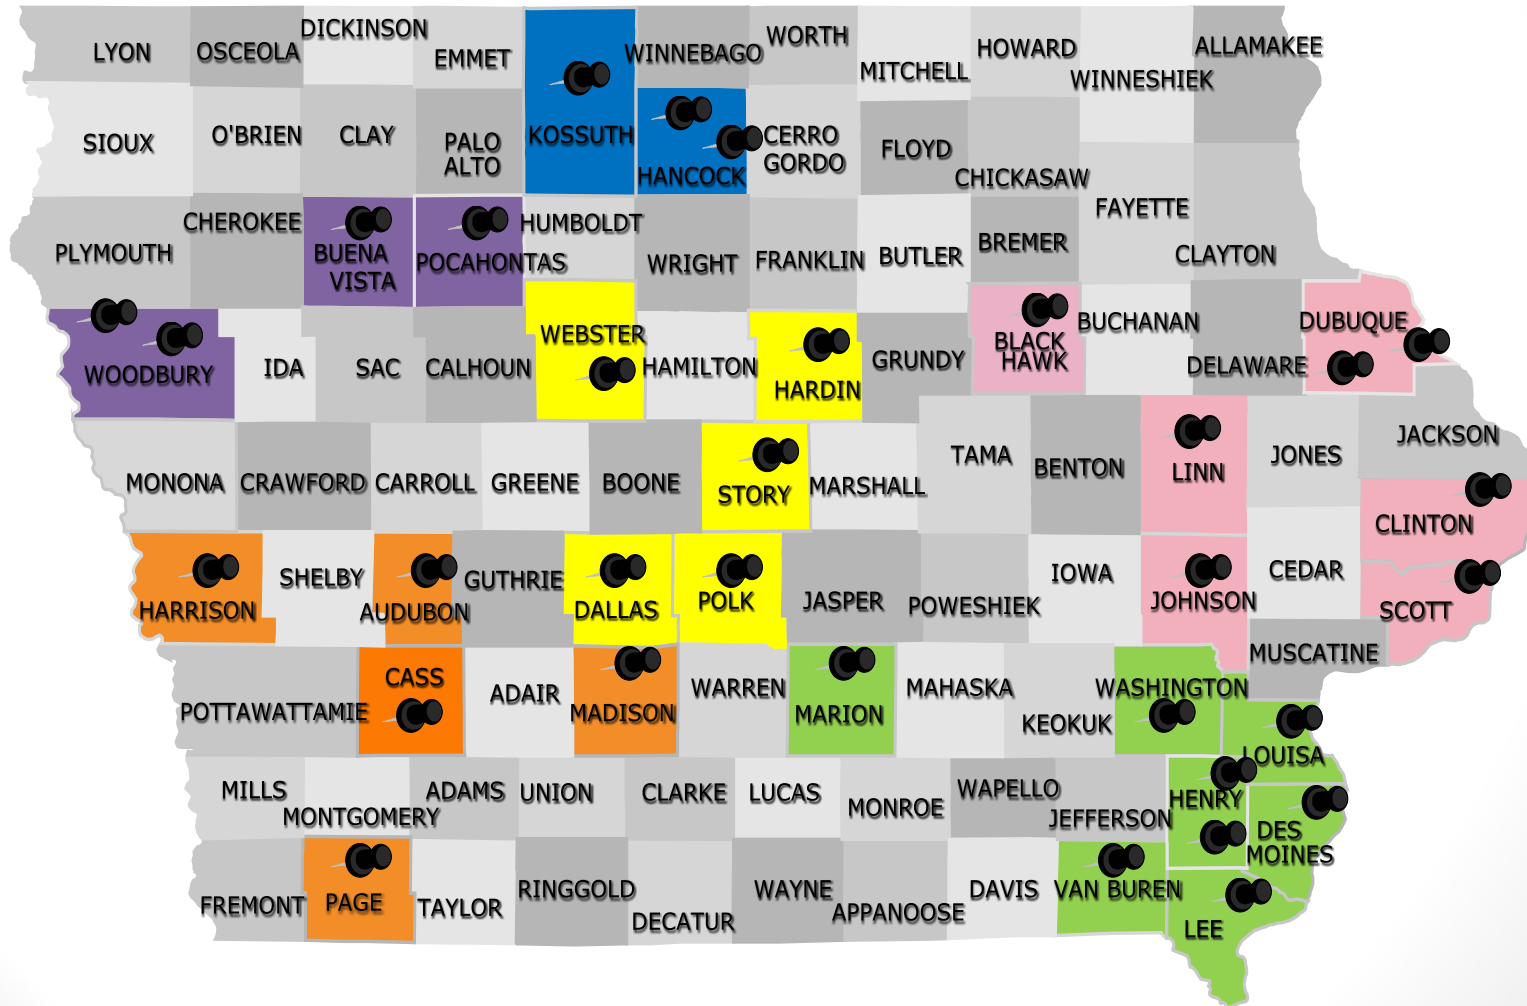 LYON
OSCEOLA
DICKINSON
EMMET
KOSSUTH
WINNEBAGO
WORTH
MITCHELL
HOWARD
WINNESHIEK
ALLAMAKEE
SIOUX
O'BRIEN
CLAY
PALO
ALTO
HANCOCK
CERRO
GORDO
FLOYD
CHICKASAW
FAYETTE
CLAYTON
PLYMOUTH
CHEROKEE
BUENA
VISTA
POCAHONTAS
HUMBOLDT
WRIGHT
FRANKLIN
BUTLER
BREMER
WOODBURY
IDA
SAC
CALHOUN
WEBSTER
HAMILTON
HARDIN
GRUNDY
BLACK
HAWK
BUCHANAN
DELAWARE
DUBUQUE
MONONA
CRAWFORD
CARROLL
GREENE
BOONE
STORY
MARSHALL
TAMA
BENTON
LINN
JONES
JACKSON
CLINTON
HARRISON
SHELBY
AUDUBON
GUTHRIE
DALLAS
POLK
JASPER
POWESHIEK
IOWA
JOHNSON
CEDAR
SCOTT
MUSCATINE
POTTAWATTAMIE
CASS
ADAIR
MADISON
WARREN
MARION
MAHASKA
KEOKUK
WASHINGTON
LOUISA
MILLS
MONTGOMERY
ADAMS
UNION
CLARKE
LUCAS
MONROE
WAPELLO
JEFFERSON
HENRY
DES
MOINES
FREMONT
PAGE
TAYLOR
RINGGOLD
DECATUR
WAYNE
APPANOOSE
DAVIS
VAN BUREN
LEE